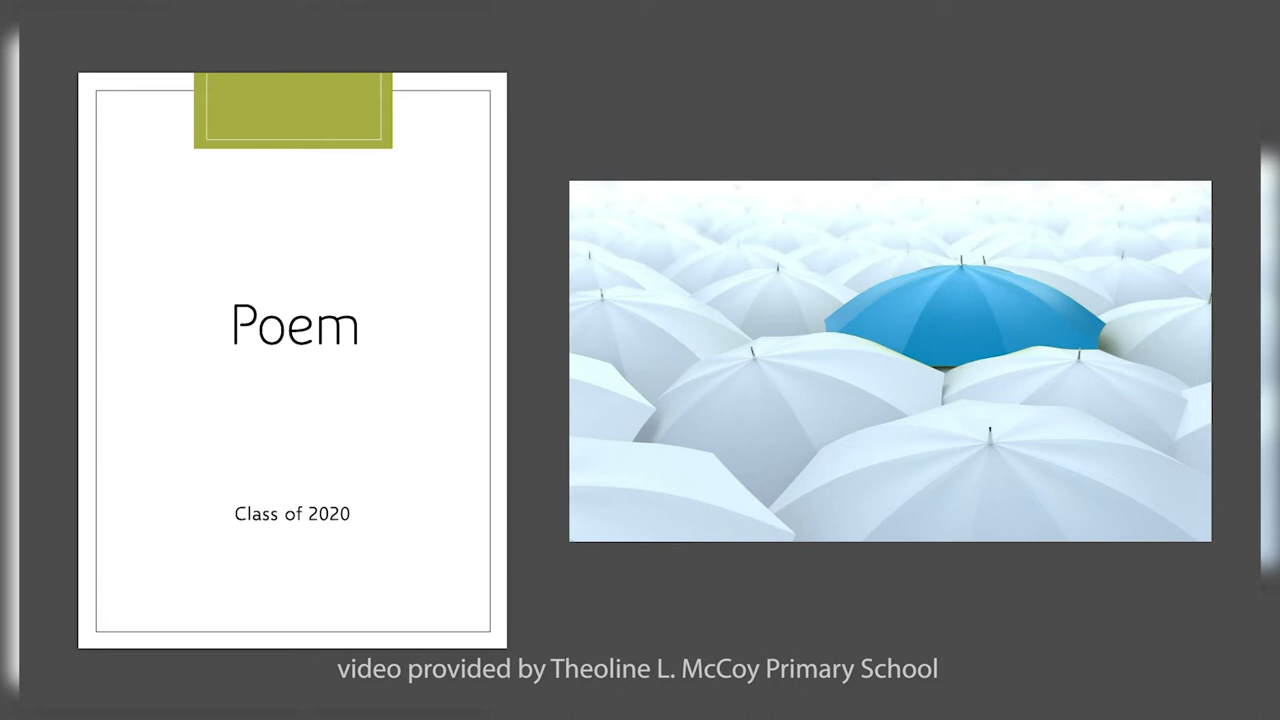 Poem
Class of 2020
video provided by Theoline L. McCoy Primary School